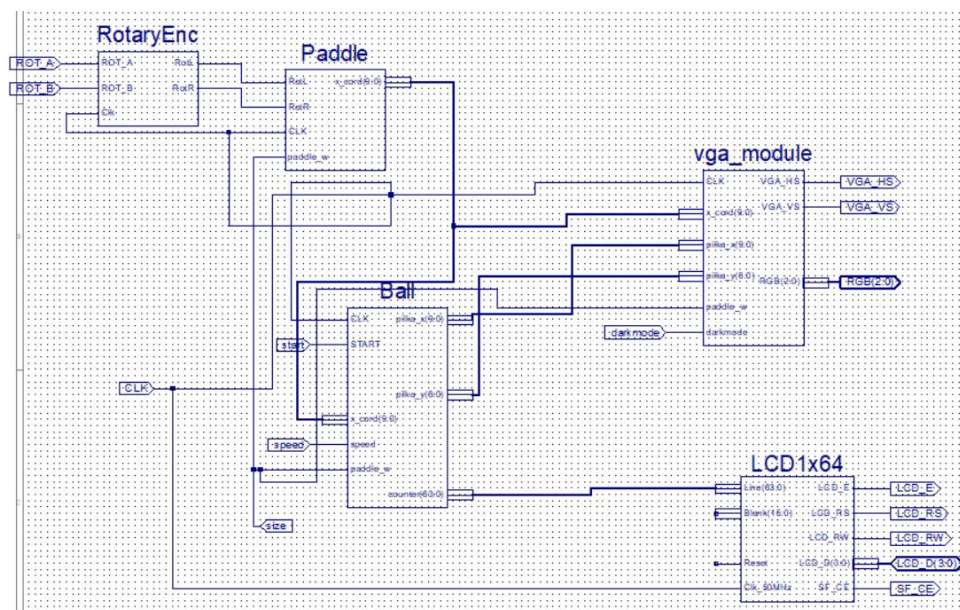 RotaryEnc
ROT_A
ROT_B
ROT_A
ROT_B
Clk
RotL
RotR
Paddle
RotL
RotR
CLK
paddle_w
x_cord(9:0)
vga_module
CLK
x_cord(9:0)
pilka_x(9:0)
pilka_y(8:0)
paddle_w
darkmode
VGA_HS
VGA_VS
RGB(2:0)
VGA_HS
VGA_VS
RGB(2:0)
darkmode
Ball
CLK
START
x_cord(9:0)
speed
paddle_w
pilka_x(9:0)
pilka_y(8:0)
counter(63:0)
start
CLK
speed
size
LCD1x64
Line(63:0)
Blank(15:0)
Reset
Clk_50MHz
LCD_E
LCD_RS
LCD_RW
LCD_D(3:0)
SF_CE
LCD_E
LCD_RS
LCD_RW
LCD_D(3:0)
SF_CE